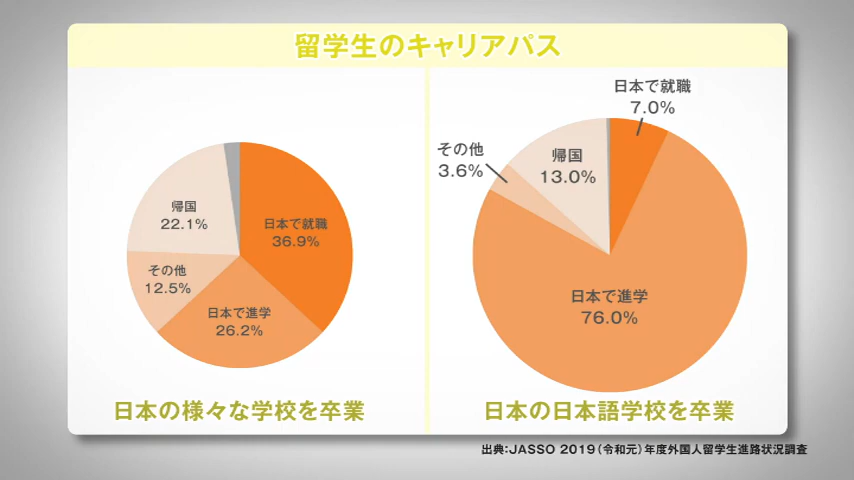 留学生のキャリアパス
日本で就職
36.9%
日本で進学
26.2%
その他
12.5%
帰国
22.1%
日本の様々な学校を卒業
日本で就職
7.0%
日本で進学
76.0%
その他
3.6%
帰国
13.0%
日本の日本語学校を卒業
出典:JASSO 2019(令和元)年度外国人留学生進路状況調査